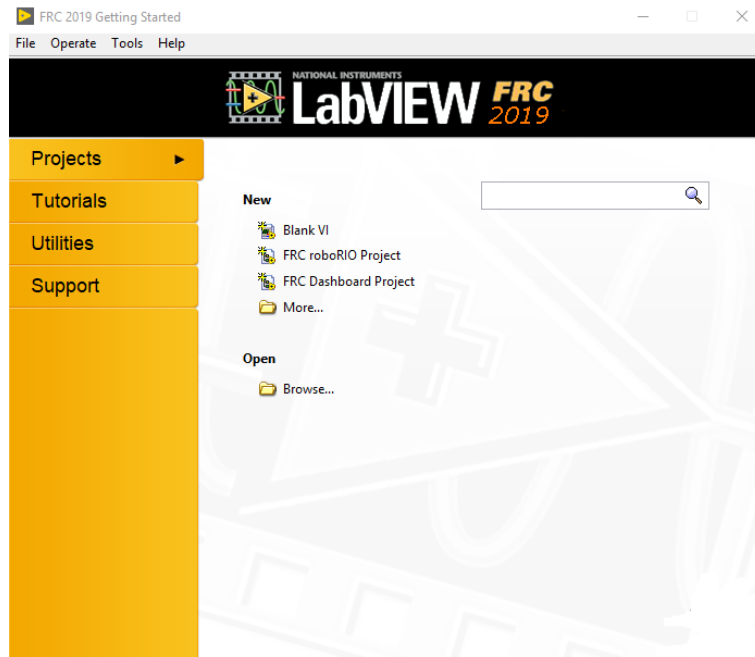 FRC 2019 Getting Started
File Operate Tools Help
NATIONAL INSTRUMENTS
LabVIEW FRC
2019
Projects
Tutorials
Utilities
Support
New
Blank VI
FRC roboRIO Project
FRC Dashboard Project
More...
Open
Browse...